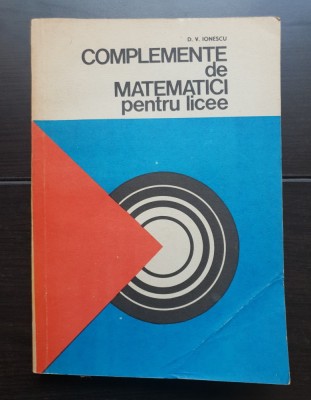 D. V. IONESCU
COMPLEMENTE
de
MATEMATICI
pentru licee